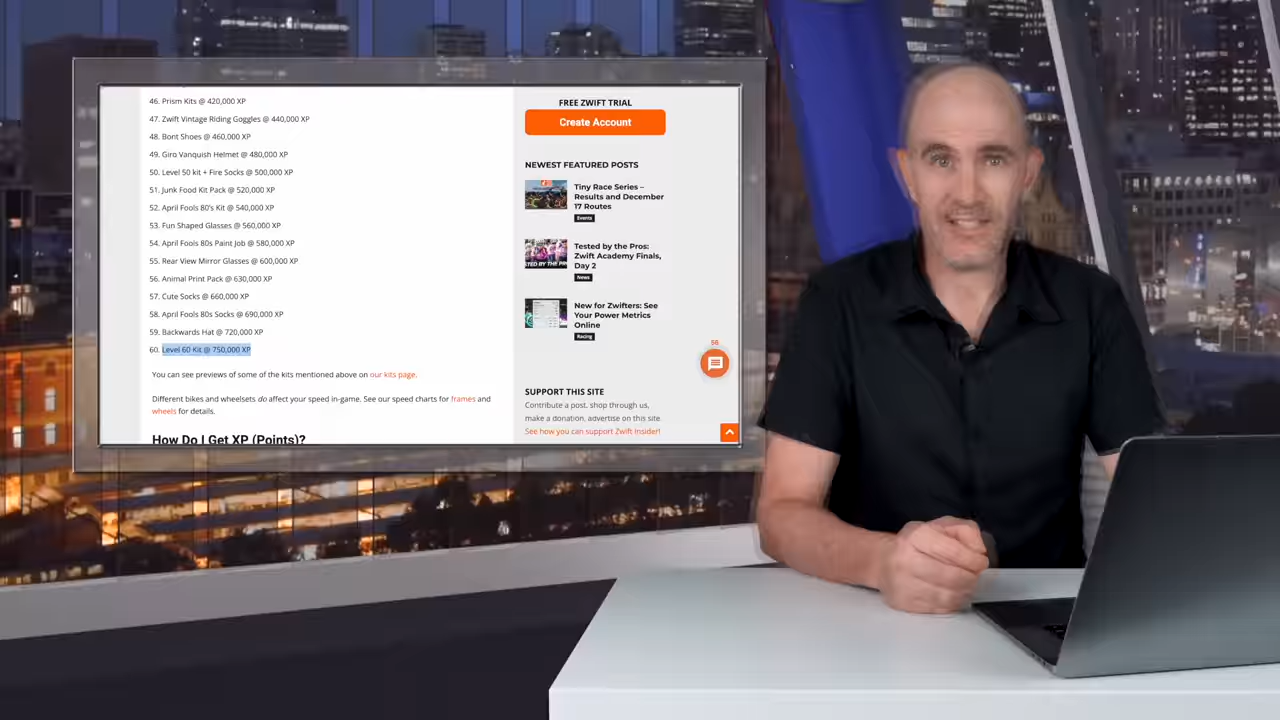 46. Prism Kits @ 420,000 XP
47. Zwift Vintage Riding Goggles @ 440,000 XP
48. Bont Shoes @ 460,000 XP
49. Giro Vanquish Helmet @ 480,000 XP
50. Level 50 kit + Fire Socks @ 500,000 XP
51. Junk Food Kit Pack @ 520,000 XP
52. April Fools 80's Kit @ 540,000 XP
53. Fun Shaped Glasses @ 560,000 XP
54. April Fools 80s Paint Job @ 580,000 XP
55. Rear View Mirror Glasses @ 600,000 XP
56. Animal Print Pack @ 630,000 XP
57. Cute Socks @ 660,000 XP
58. April Fools 80s Socks @ 690,000 XP
59. Backwards Hat @ 720,000 XP
60. Level 60 Kit @ 750,000 XP
You can see previews of some of the kits mentioned above on our kits page.
Different bikes and wheelsets do affect your speed in-game. See our speed charts for frames and
wheels for details.
How Do I Get XP (Points)?
FREE ZWIFT TRIAL
Create Account
NEWEST FEATURED POSTS
Tiny Race Series –
Results and December
17 Routes
Events
Tested by the Pros:
Zwift Academy Finals,
Day 2
News
New for Zwifters: See
Your Power Metrics
Online
Racing
56
SUPPORT THIS SITE
Contribute a post, shop through us,
make a donation, advertise on this site.
See how you can support Zwift Insider!